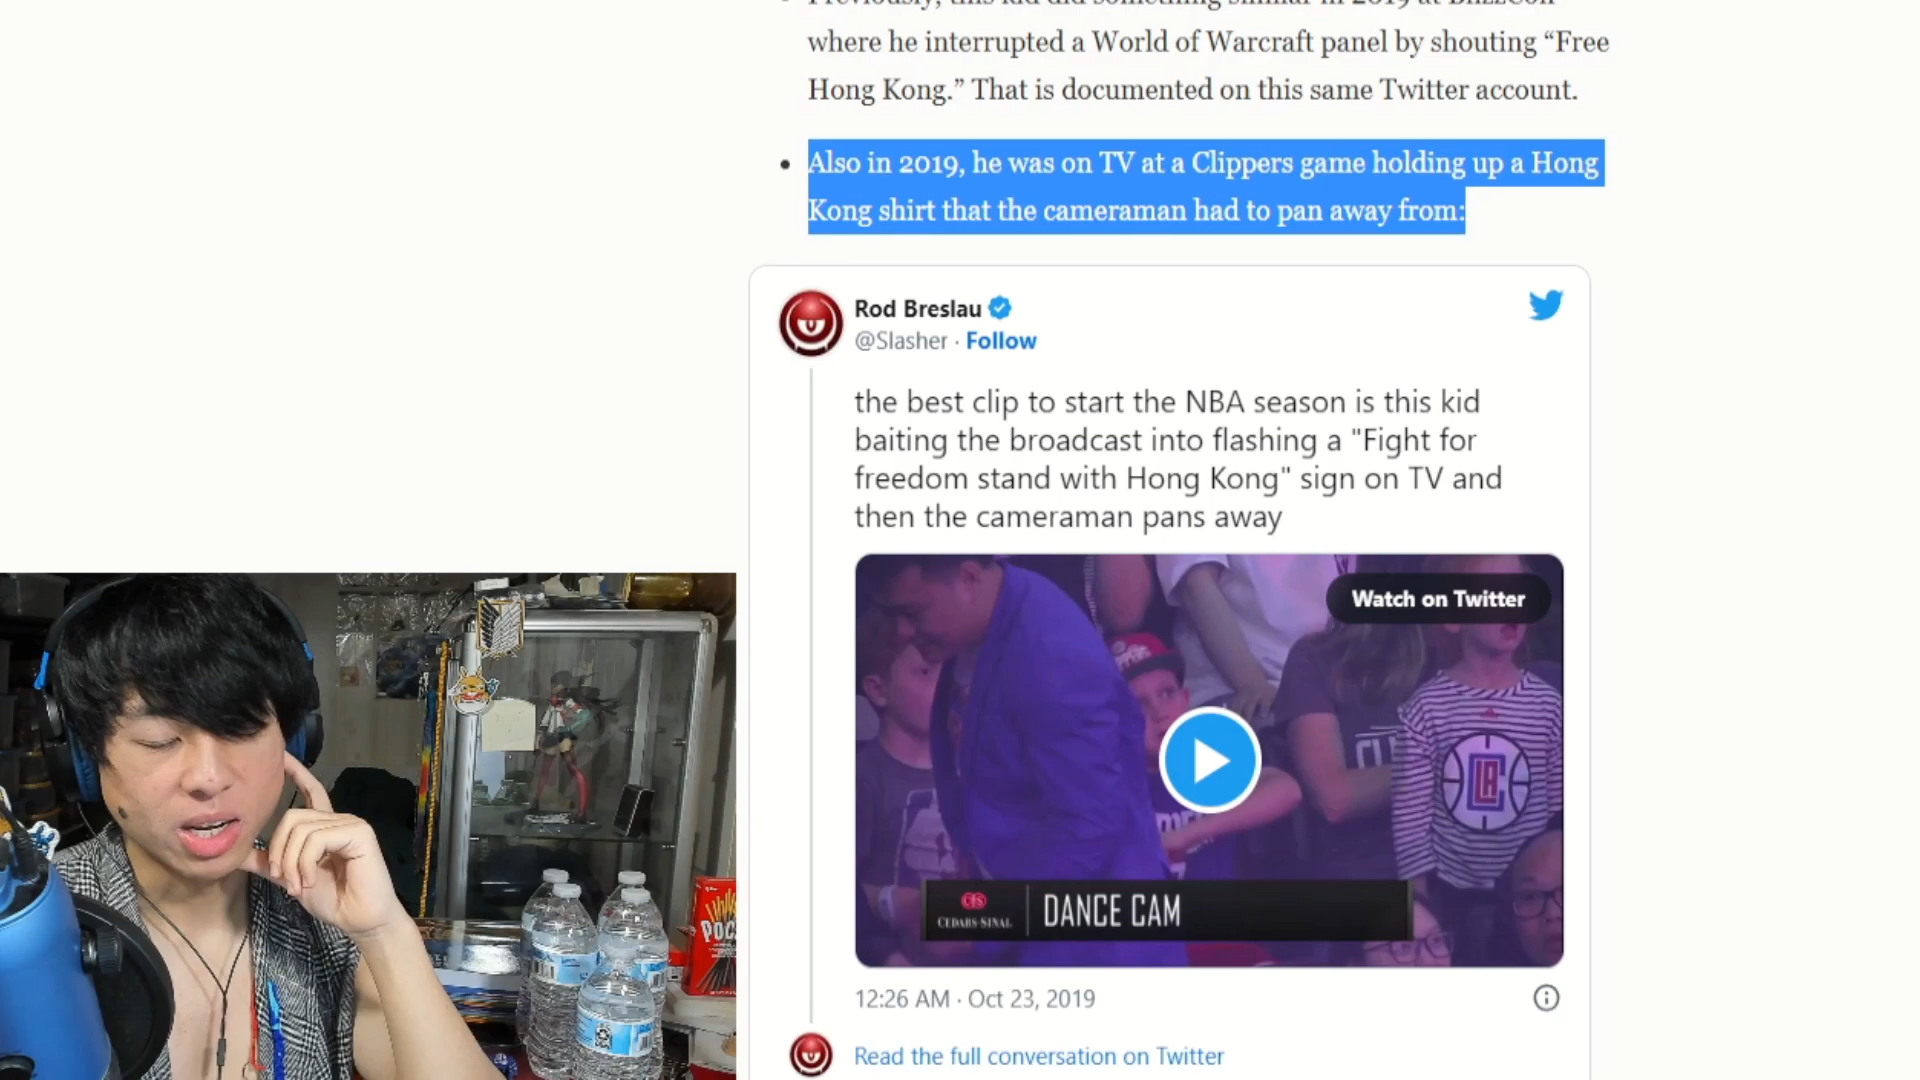 where he interrupted a World of Warcraft panel by shouting “Free
Hong Kong.” That is documented on this same Twitter account.
Also in 2019, he was on TV at a Clippers game holding up a Hong
Kong shirt that the cameraman had to pan away from:
Rod Breslau
@Slasher · Follow
the best clip to start the NBA season is this kid
baiting the broadcast into flashing a "Fight for
freedom stand with Hong Kong" sign on TV and
then the cameraman pans away
Watch on Twitter
LA
CEDARS-SINAI
DANCE CAM
12:26 AM · Oct 23, 2019
Read the full conversation on Twitter